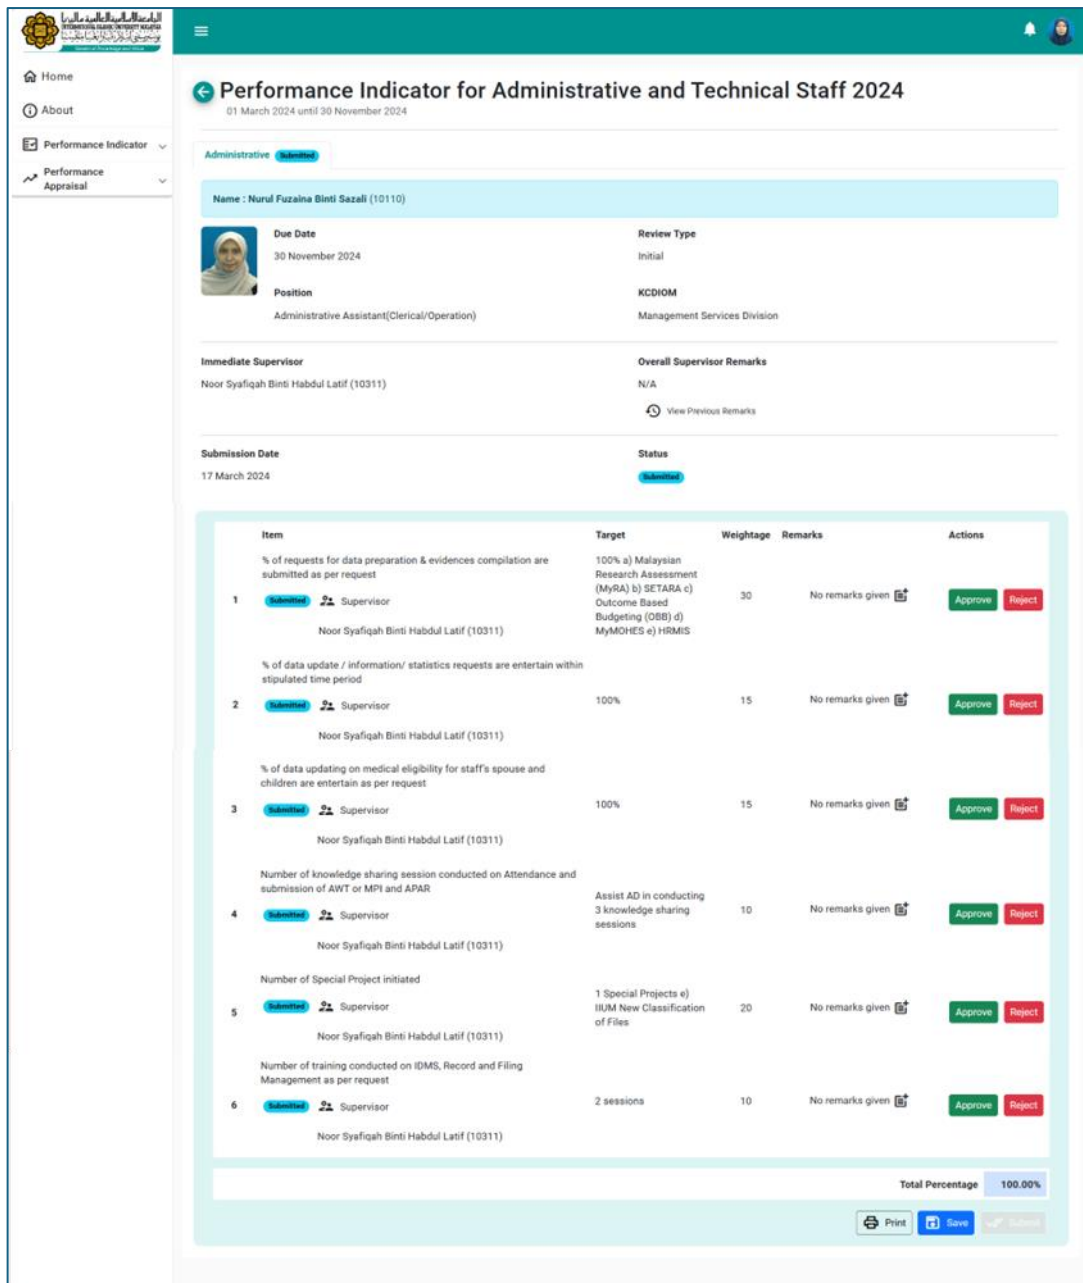 الجامعة الإسلامية العالمية ماليزيا
INTERNATIONAL ISLAMIC UNIVERSITY MALAYSIA
Home
About
Performance Indicator
Performance
Appraisal
Performance Indicator for Administrative and Technical Staff 2024
01 March 2024 until 30 November 2024
Administrative Submitted
Name : Nurul Fuzaina Binti Sazali (10110)
Due Date Review Type
30 November 2024 Initial
Position KCDIOM
Administrative Assistant(Clerical/Operation) Management Services Division
Immediate Supervisor Overall Supervisor Remarks
Noor Syafiqah Binti Habdul Latif (10311) N/A
View Previous Remarks
Submission Date Status
17 March 2024 Submitted
Item Target Weightage Remarks Actions
1
% of requests for data preparation & evidences compilation are
submitted as per request
Submitted Supervisor
Noor Syafiqah Binti Habdul Latif (10311)
100% a) Malaysian
Research Assessment
(MyRA) b) SETARA c)
Outcome Based
Budgeting (OBB) d)
MyMOHES e) HRMIS
30 No remarks given Approve Reject
2
% of data update / information/ statistics requests are entertain within
stipulated time period
Submitted Supervisor
Noor Syafiqah Binti Habdul Latif (10311)
100% 15 No remarks given Approve Reject
3
% of data updating on medical eligibility for staff's spouse and
children are entertain as per request
Submitted Supervisor
Noor Syafiqah Binti Habdul Latif (10311)
100% 15 No remarks given Approve Reject
4
Number of knowledge sharing session conducted on Attendance and
submission of AWT or MPI and APAR
Submitted Supervisor
Noor Syafiqah Binti Habdul Latif (10311)
Assist AD in conducting
3 knowledge sharing
sessions
10 No remarks given Approve Reject
5
Number of Special Project initiated
Submitted Supervisor
Noor Syafiqah Binti Habdul Latif (10311)
1 Special Projects e)
IIUM New Classification
of Files
20 No remarks given Approve Reject
6
Number of training conducted on IDMS, Record and Filing
Management as per request
Submitted Supervisor
Noor Syafiqah Binti Habdul Latif (10311)
2 sessions 10 No remarks given Approve Reject
Total Percentage 100.00%
Print Save Submit